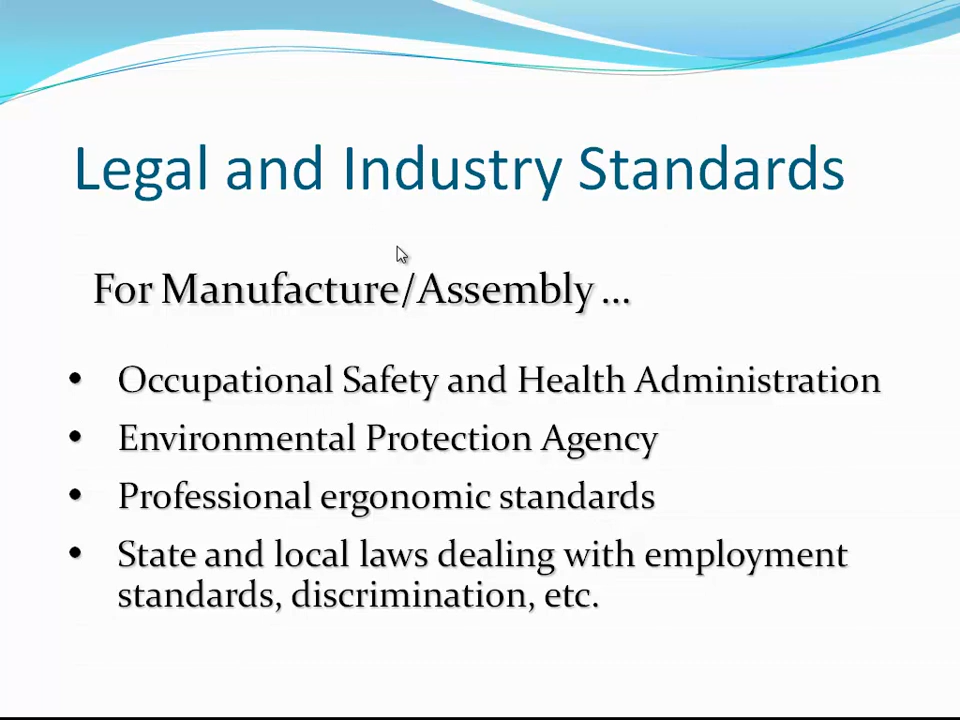 Legal and Industry Standards
For Manufacture/Assembly ...
• Occupational Safety and Health Administration
• Environmental Protection Agency
• Professional ergonomic standards
• State and local laws dealing with employment
standards, discrimination, etc.